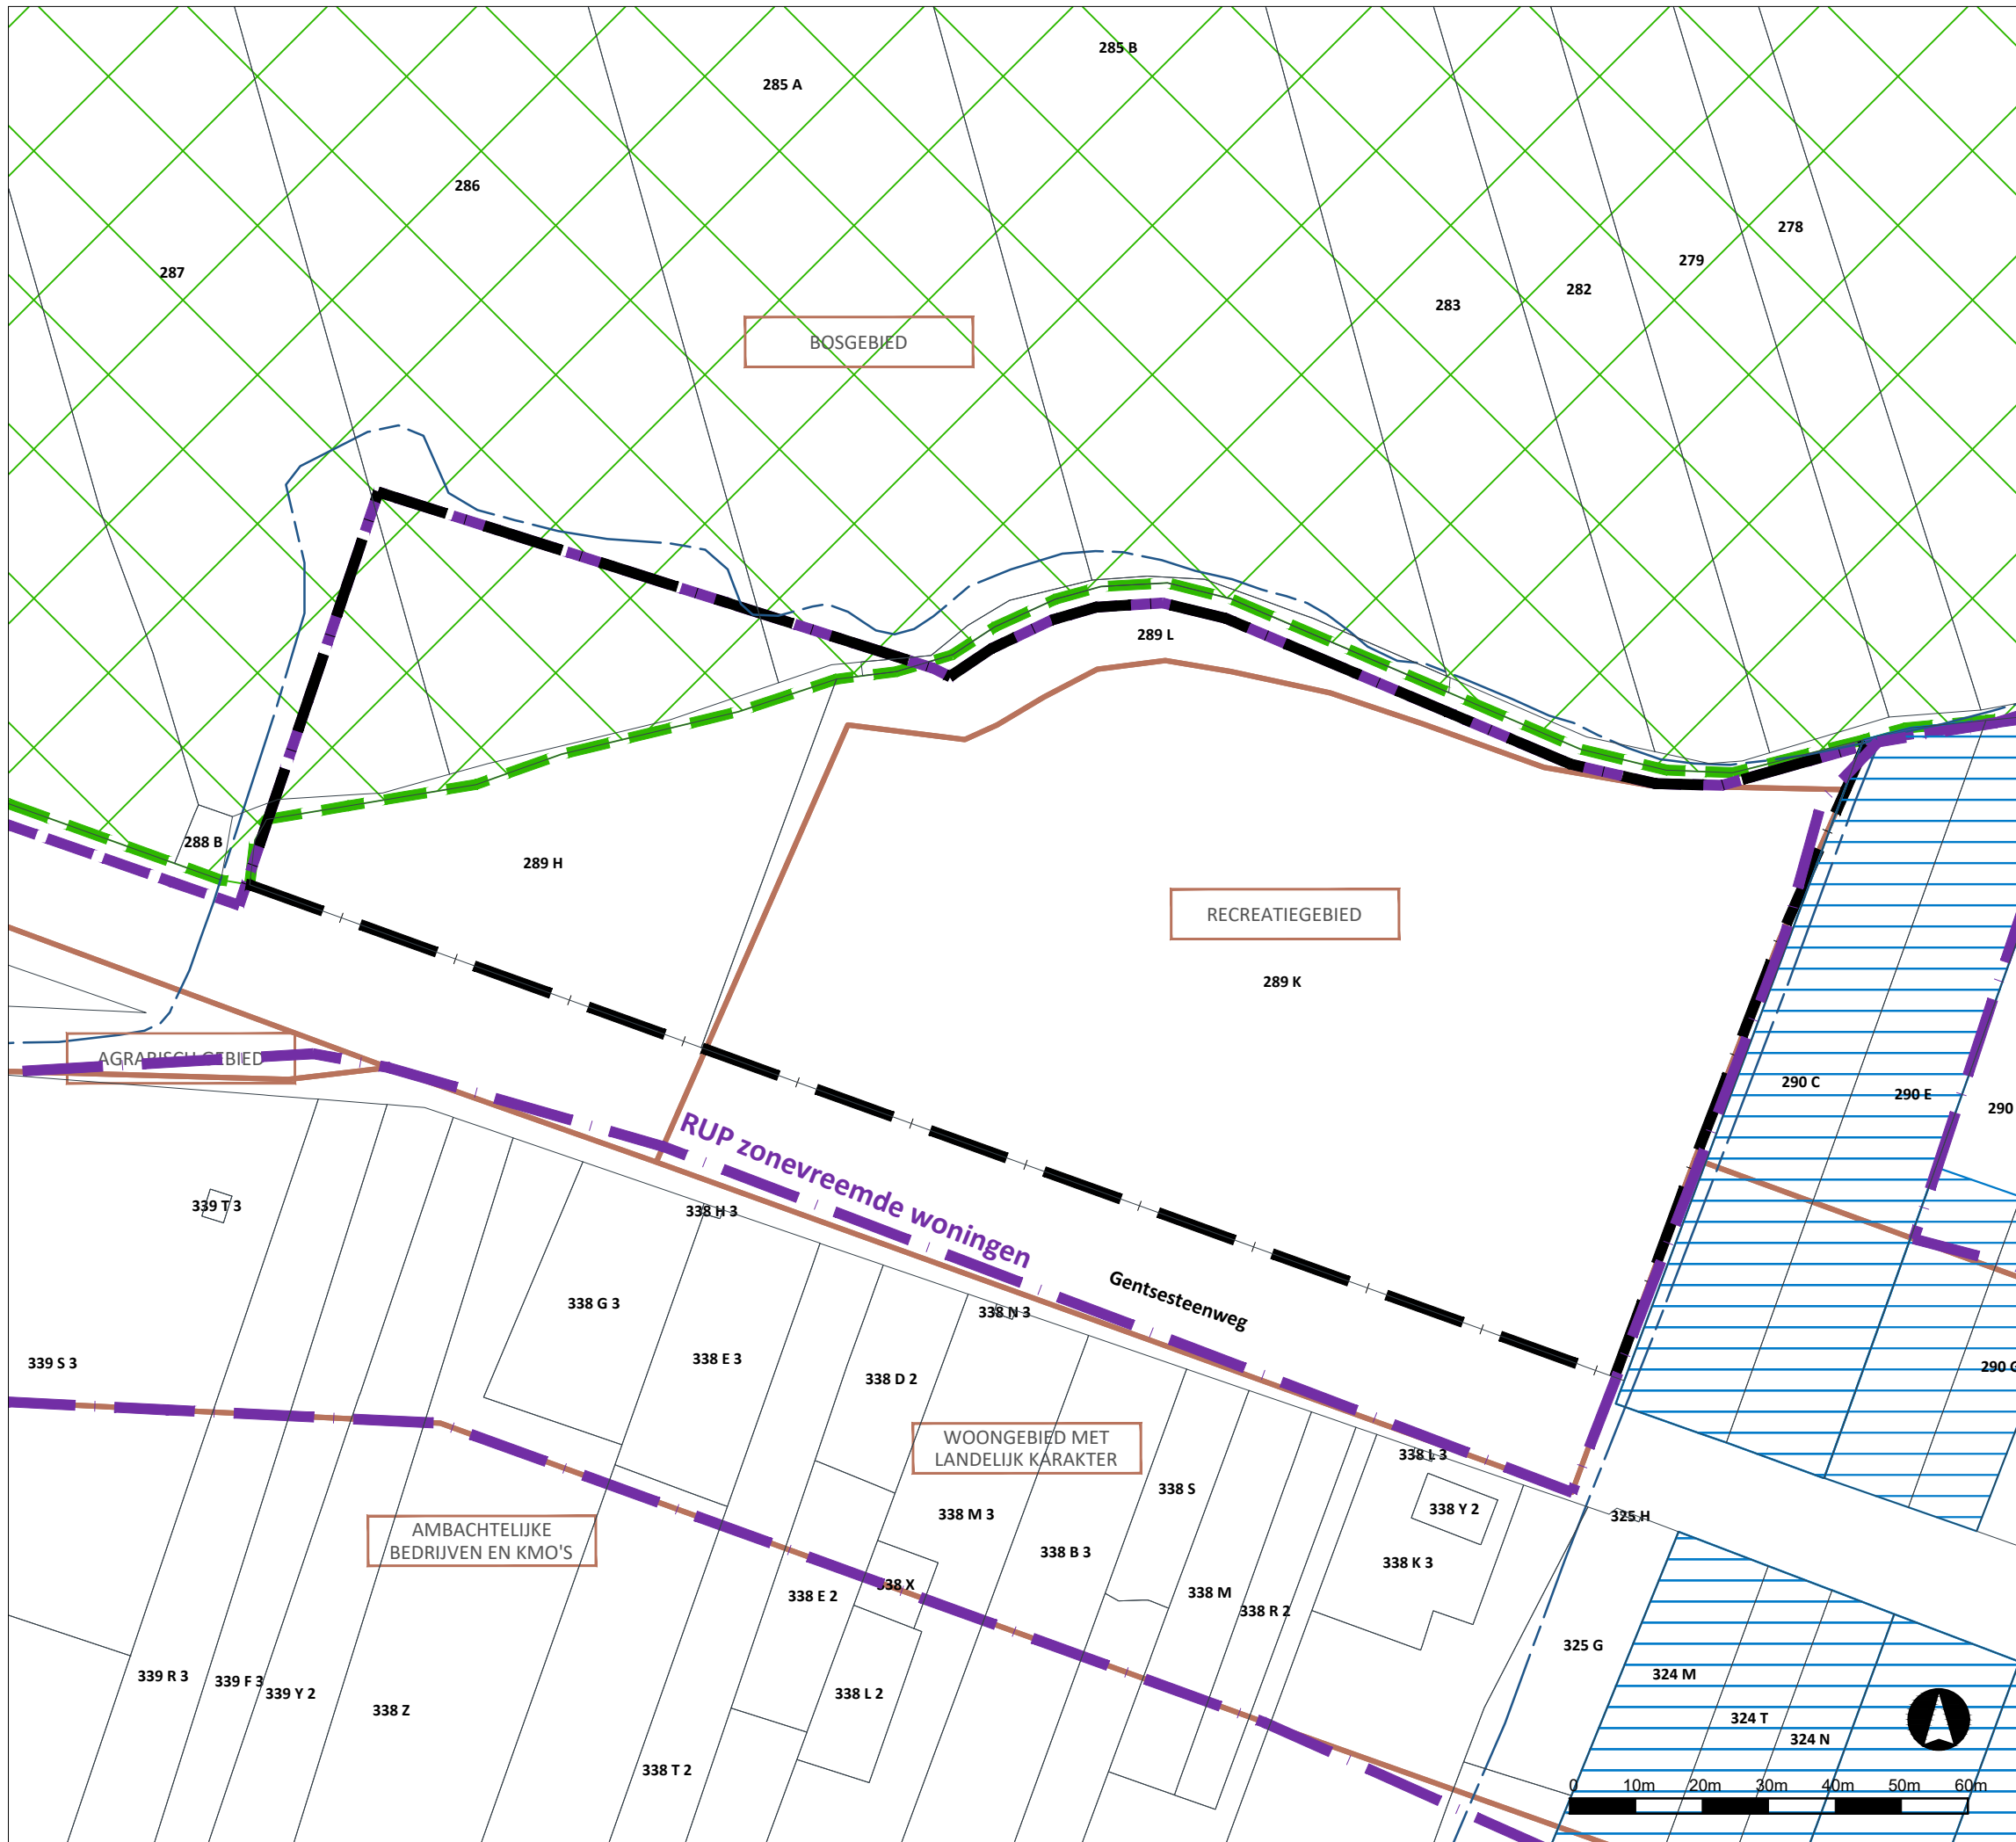 285 B
285 A
286
278
279
287
282
283
BOSGEBIED
289 L
288 B
289 H
RECREATIEGEBIED
289 K
AGRARISCH GEBIED
290 C
290 E
290
RUP zonevreemde woningen
339 T 3
338 H 3
Gentsesteenweg
338 G 3
338 N 3
339 S 3
338 E 3
290 G
338 D 2
WOONGEBIED MET
LANDELIJK KARAKTER
338 L 3
338 S
338 Y 2
338 M 3
325 H
AMBACHTELIJKE
BEDRIJVEN EN KMO'S
338 B 3
338 K 3
338 X
338 E 2
338 M
338 R 2
325 G
339 R 3
339 F 3
339 Y 2
324 M
338 L 2
338 Z
324 T
324 N
338 T 2
0 10m 20m 30m 40m 50m 60m